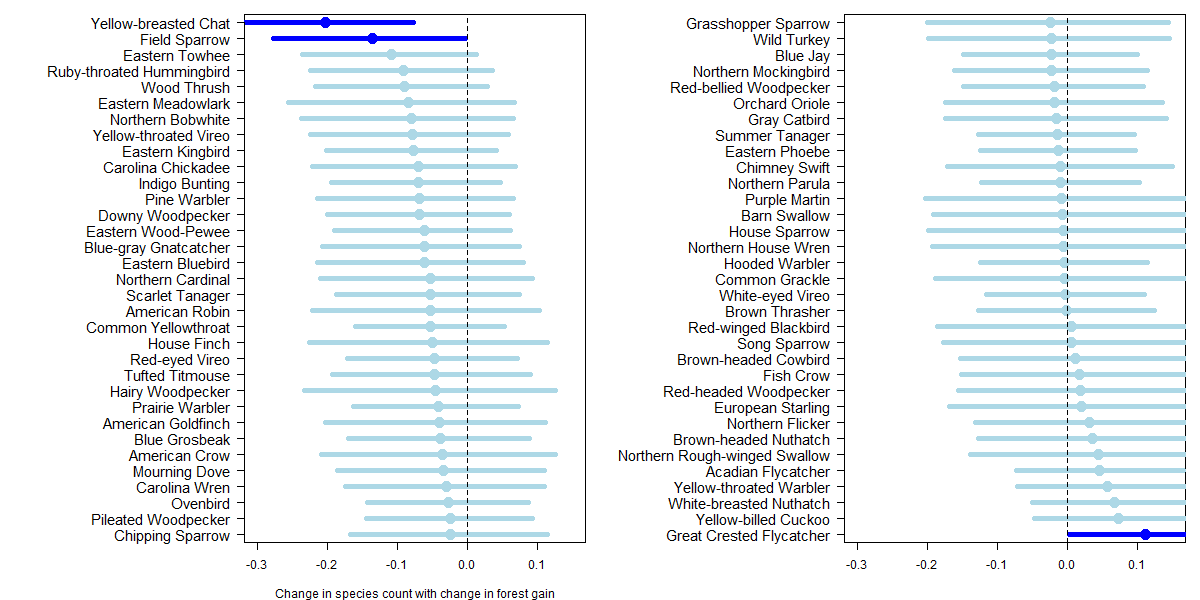 Yellow-breasted Chat
Field Sparrow
Eastern Towhee
Ruby-throated Hummingbird
Wood Thrush
Eastern Meadowlark
Northern Bobwhite
Yellow-throated Vireo
Eastern Kingbird
Carolina Chickadee
Indigo Bunting
Pine Warbler
Downy Woodpecker
Eastern Wood-Pewee
Blue-gray Gnatcatcher
Eastern Bluebird
Northern Cardinal
Scarlet Tanager
American Robin
Common Yellowthroat
House Finch
Red-eyed Vireo
Tufted Titmouse
Hairy Woodpecker
Prairie Warbler
American Goldfinch
Blue Grosbeak
American Crow
Mourning Dove
Carolina Wren
Ovenbird
Pileated Woodpecker
Chipping Sparrow
-0.3 -0.2 -0.1 0.0 0.1
Change in species count with change in forest gain
Grasshopper Sparrow
Wild Turkey
Blue Jay
Northern Mockingbird
Red-bellied Woodpecker
Orchard Oriole
Gray Catbird
Summer Tanager
Eastern Phoebe
Chimney Swift
Northern Parula
Purple Martin
Barn Swallow
House Sparrow
Northern House Wren
Hooded Warbler
Common Grackle
White-eyed Vireo
Brown Thrasher
Red-winged Blackbird
Song Sparrow
Brown-headed Cowbird
Fish Crow
Red-headed Woodpecker
European Starling
Northern Flicker
Brown-headed Nuthatch
Northern Rough-winged Swallow
Acadian Flycatcher
Yellow-throated Warbler
White-breasted Nuthatch
Yellow-billed Cuckoo
Great Crested Flycatcher
-0.3 -0.2 -0.1 0.0 0.1